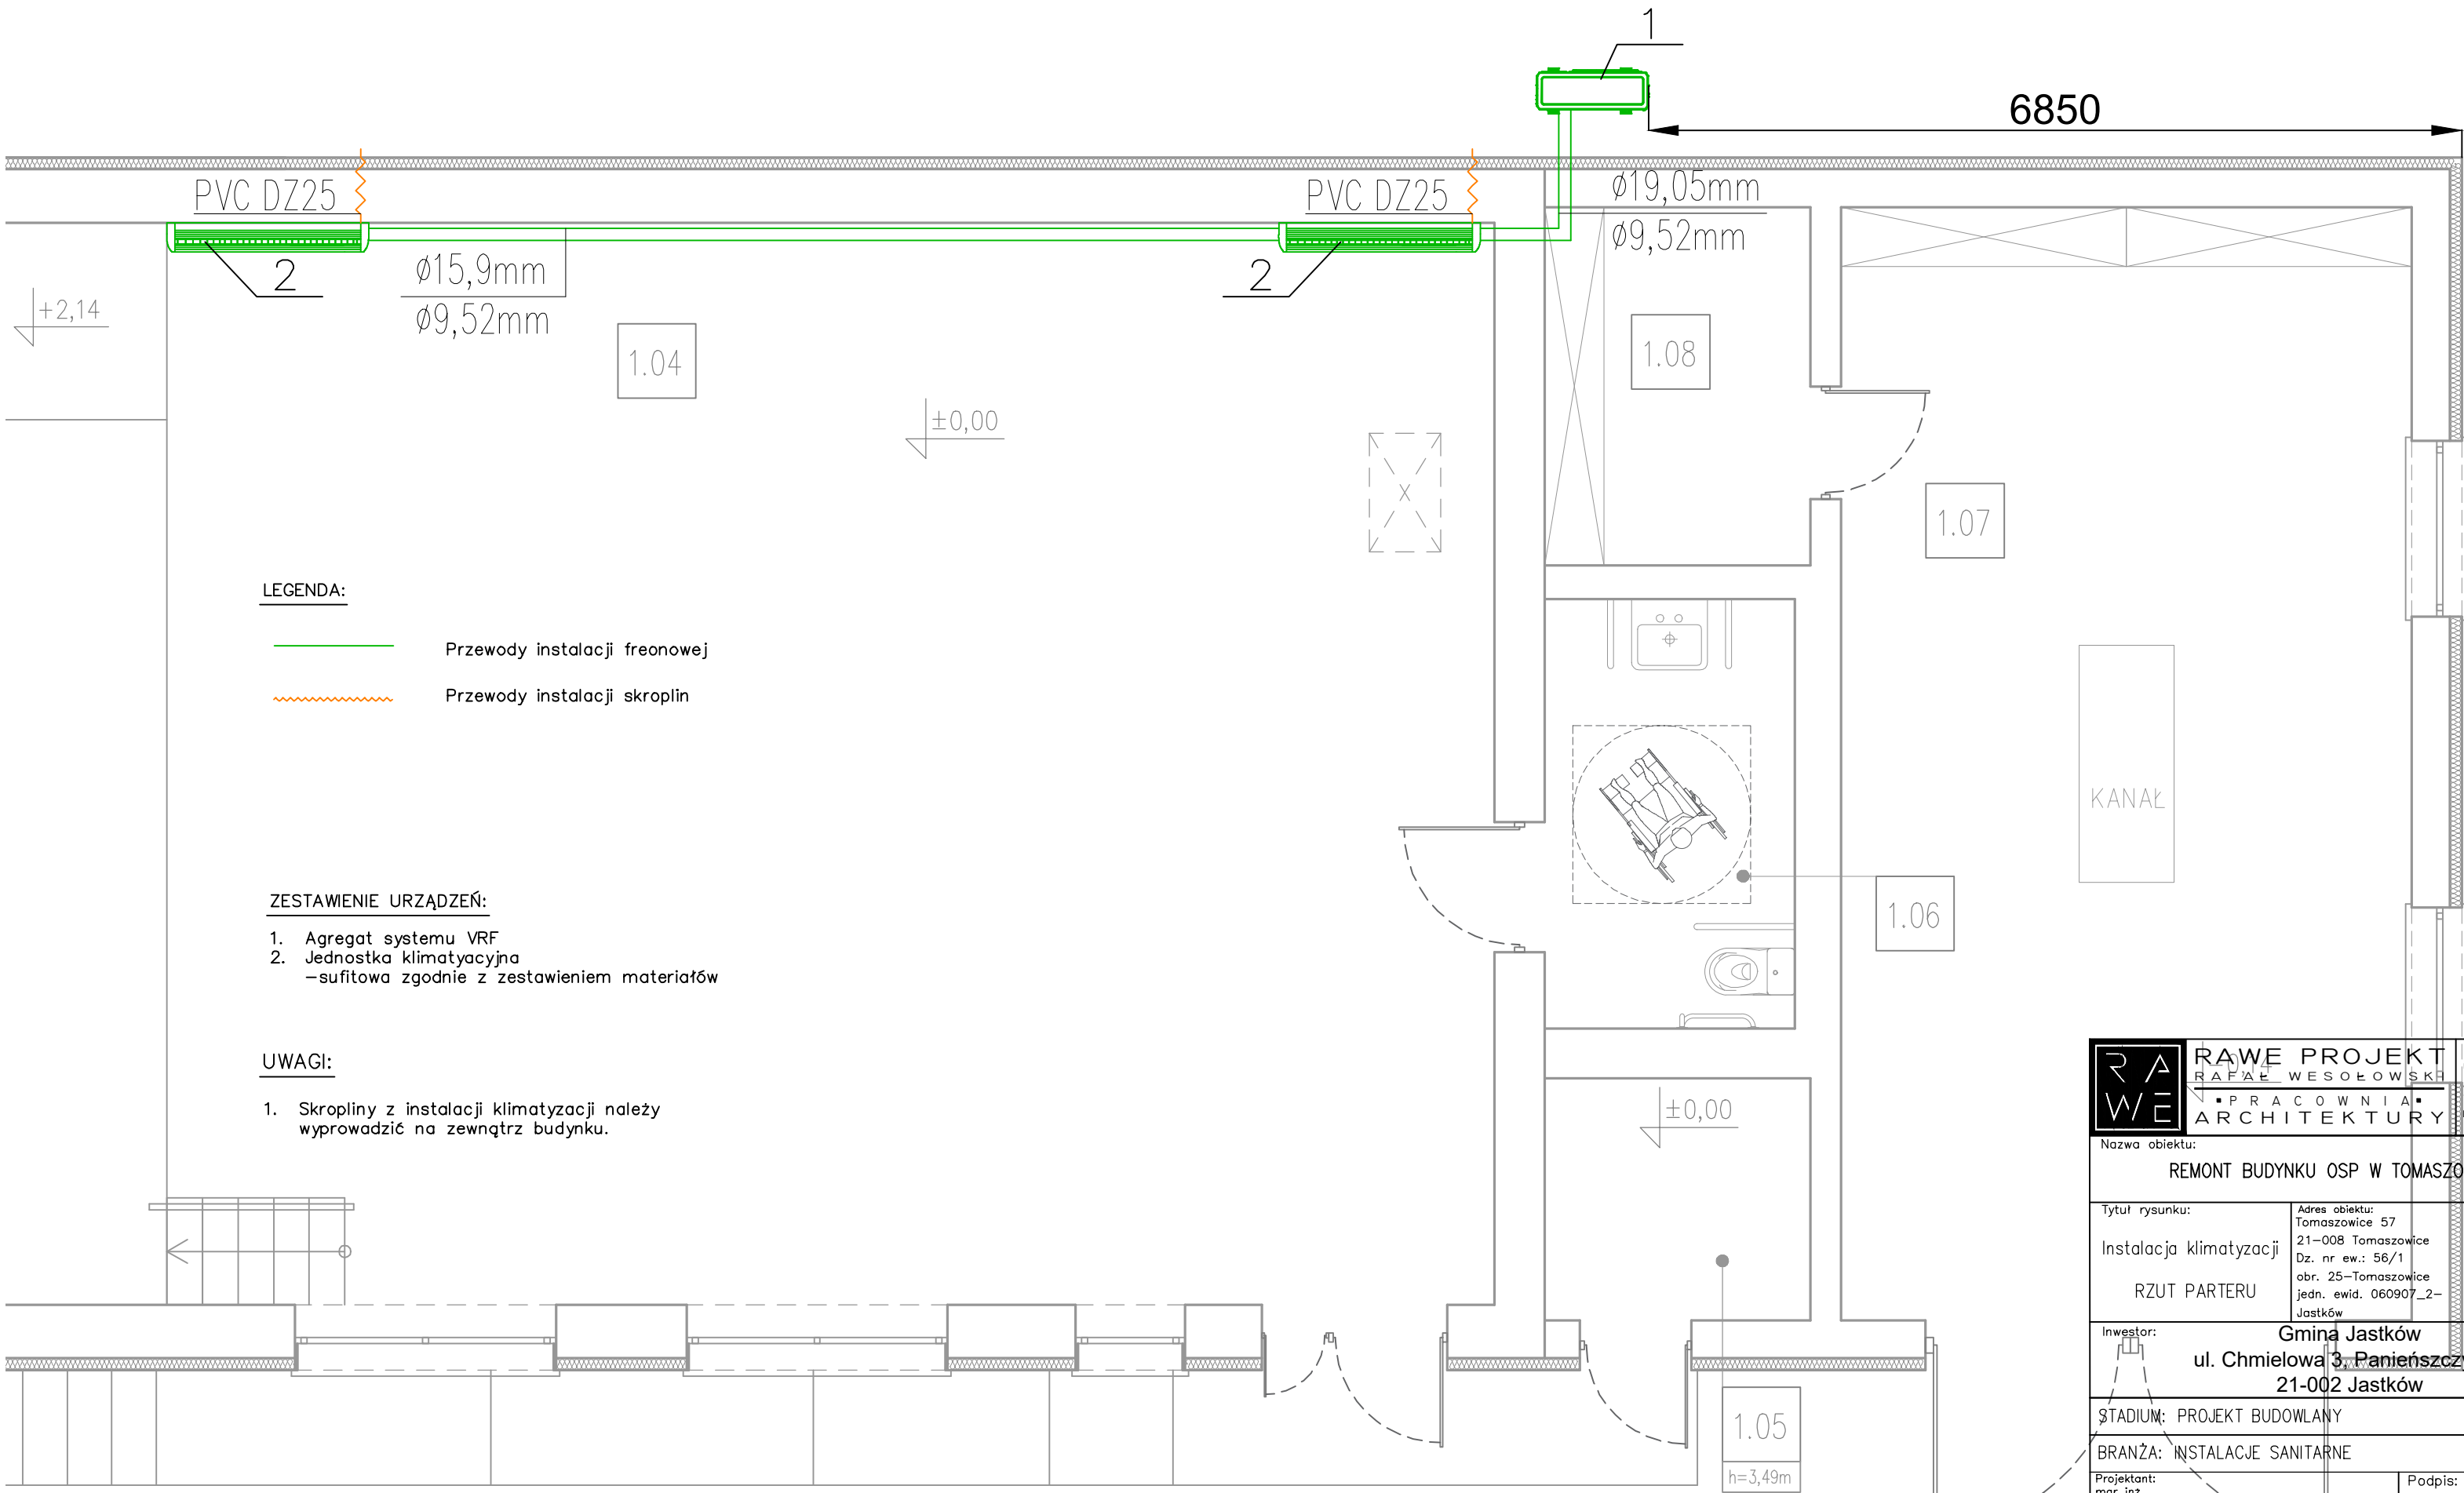 1
6850
PVC DZ25
PVC DZ25
ø19,05mm
ø9,52mm
2
2
ø15,9mm
ø9,52mm
+2,14
1.04
±0,00
1.08
1.07
LEGENDA:
Przewody instalacji freonowej
Przewody instalacji skroplin
KANAŁ
1.06
ZESTAWIENIE URZĄDZEŃ:
1. Agregat systemu VRF
2. Jednostka klimatyacyjna
-sufitowa zgodnie z zestawieniem materiałów
UWAGI:
1. Skropliny z instalacji klimatyzacji należy
wyprowadzić na zewnątrz budynku.
±0,00
1.05
h=3,49m
RAWE
RAWE PROJEKT
RAFAŁ WESOŁOWSKI
PRACOWNIA
ARCHITEKTURY
Nazwa obiektu:
REMONT BUDYNKU OSP W TOMASZO
Tytuł rysunku:
Instalacja klimatyzacji
RZUT PARTERU
Adres obiektu:
Tomaszowice 57
21-008 Tomaszowice
Dz. nr ew.: 56/1
obr. 25-Tomaszowice
jedn. ewid. 060907_2-
Jastków
Inwestor:
Gmina Jastków
ul. Chmielowa 3, Panieńszcz
21-002 Jastków
STADIUM: PROJEKT BUDOWLANY
BRANŻA: INSTALACJE SANITARNE
Projektant:
mgr inż.
Podpis: